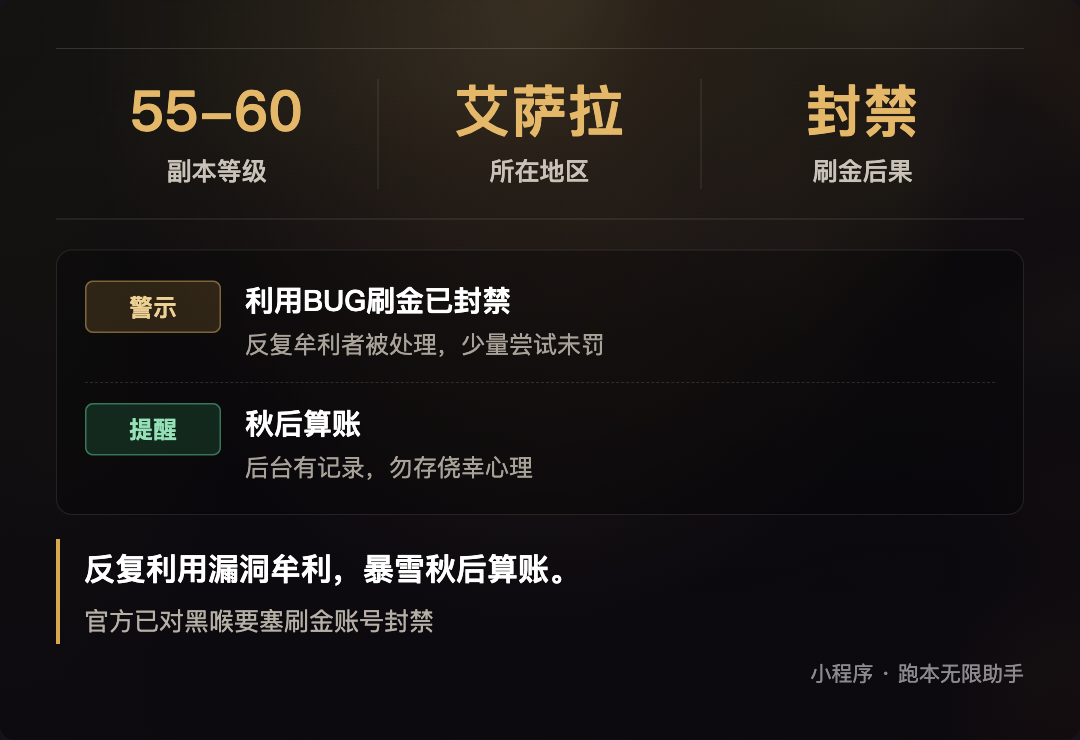 55–60
副本等级
艾萨拉
所在地区
封禁
刷金后果
警示
利用BUG刷金已封禁
反复牟利者被处理，少量尝试未罚
提醒
秋后算账
后台有记录，勿存侥幸心理
反复利用漏洞牟利，暴雪秋后算账。
官方已对黑喉要塞刷金账号封禁
小程序 · 跑本无限助手